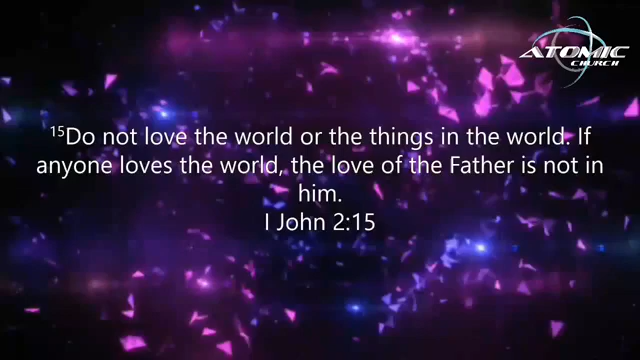 ATOMIC
CHURCH
¹⁵Do not love the world or the things in the world. If
anyone loves the world, the love of the Father is not in
him.
I John 2:15